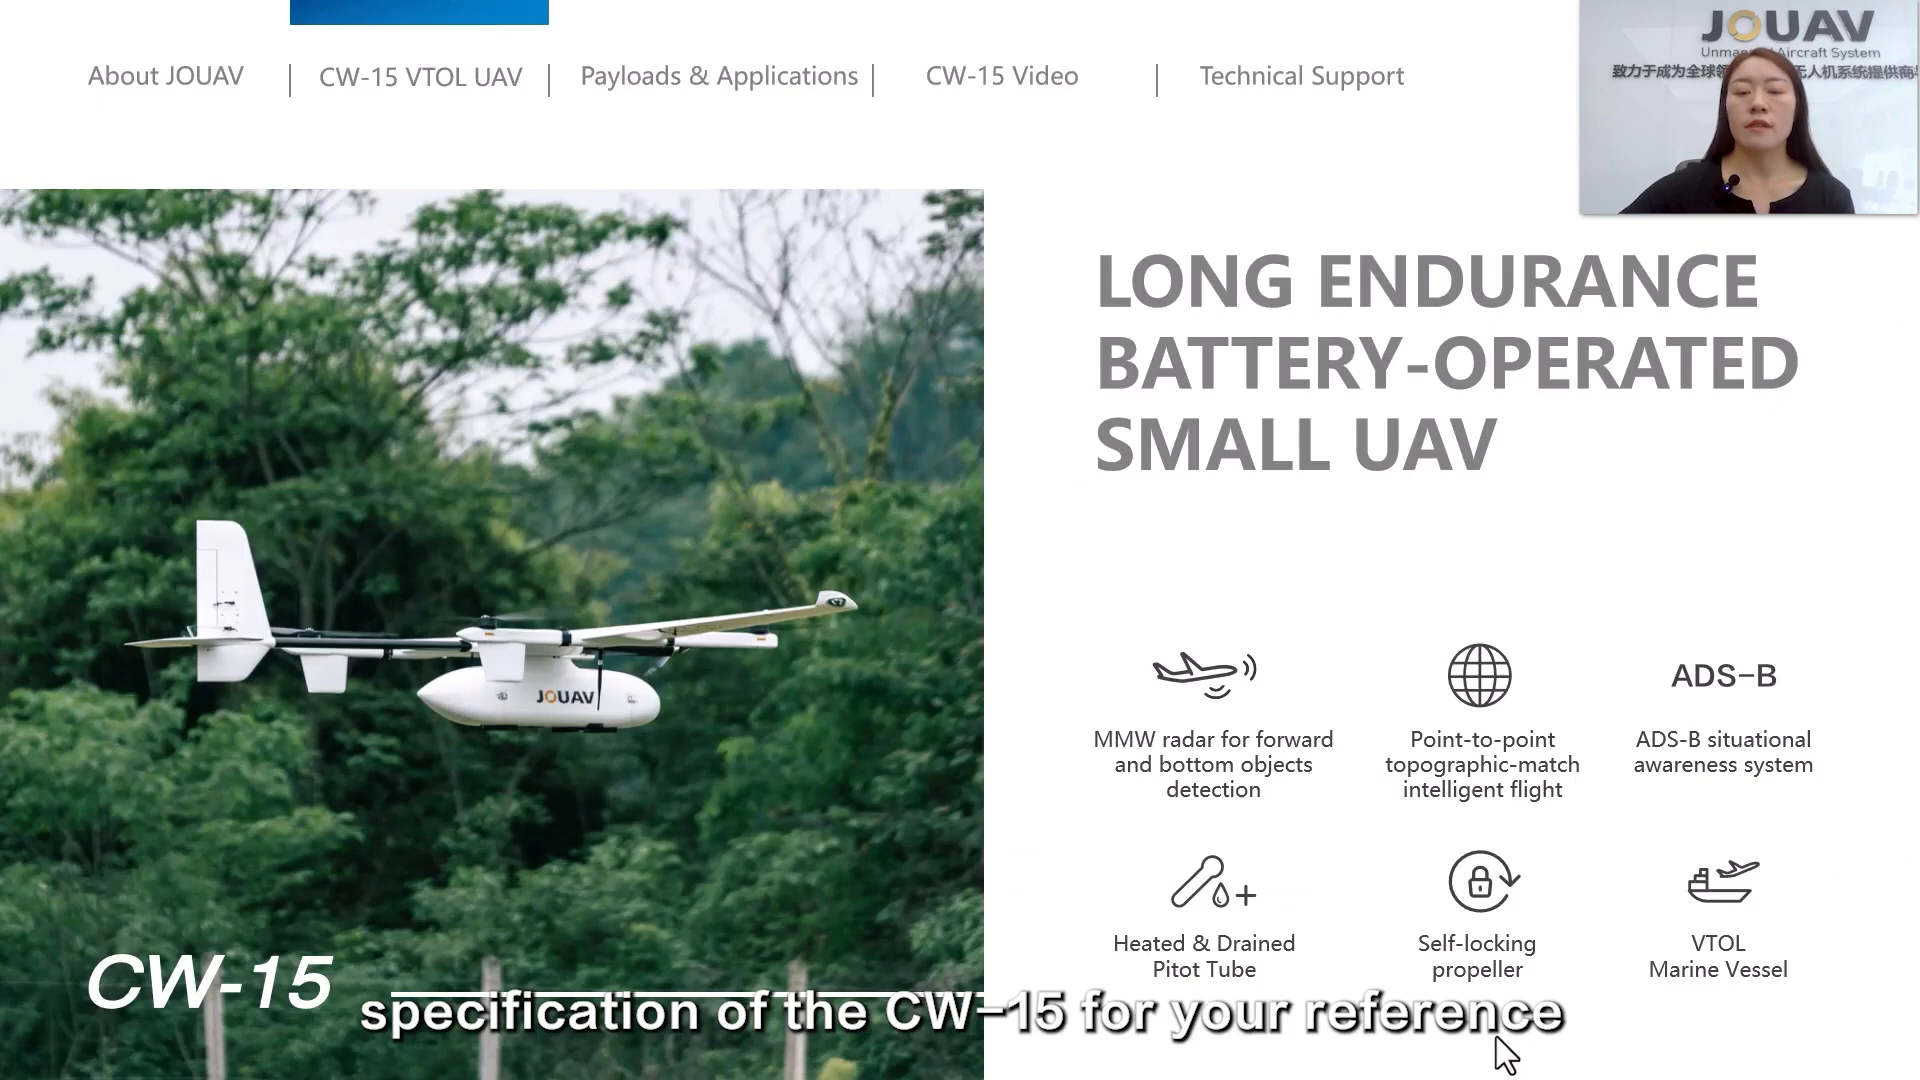 About JOUAV
CW-15 VTOL UAV
Payloads & Applications
CW-15 Video
Technical Support
JOUAV
Aircraft System
致力于成为全球
无人机系统提供商
LONG ENDURANCE
BATTERY-OPERATED
SMALL UAV
JOUAV
MMW radar for forward
and bottom objects
detection
Point-to-point
topographic-match
intelligent flight
ADS-B
ADS-B situational
awareness system
Heated & Drained
Pitot Tube
Self-locking
propeller
VTOL
Marine Vessel
CW-15
specification of the CW-15 for your reference